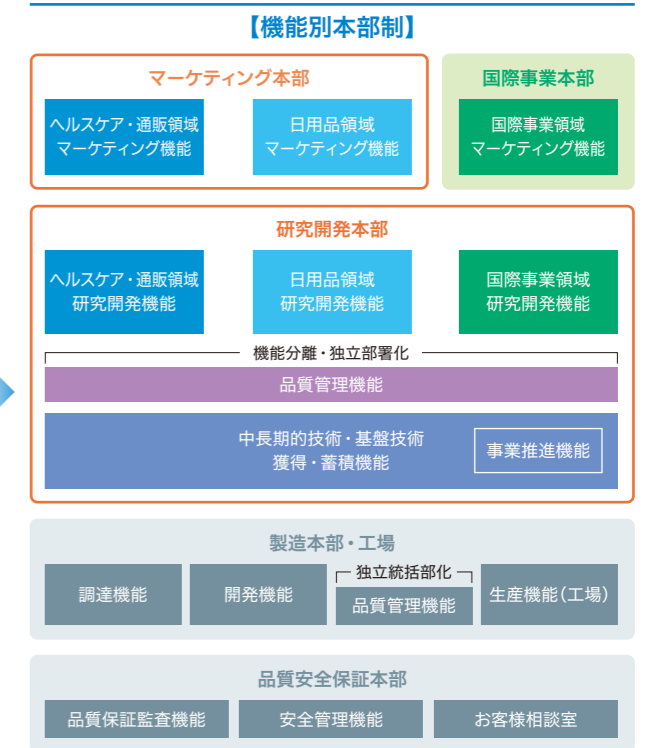 【機能別本部制】
マーケティング本部
ヘルスケア・通販領域
マーケティング機能
日用品領域
マーケティング機能
国際事業本部
国際事業領域
マーケティング機能
研究開発本部
ヘルスケア・通販領域
研究開発機能
日用品領域
研究開発機能
国際事業領域
研究開発機能
機能分離・独立部署化
品質管理機能
中長期的技術・基盤技術
獲得・蓄積機能
事業推進機能
製造本部・工場
調達機能
開発機能
独立統括部化
品質管理機能
生産機能(工場)
品質安全保証本部
品質保証監査機能
安全管理機能
お客様相談室